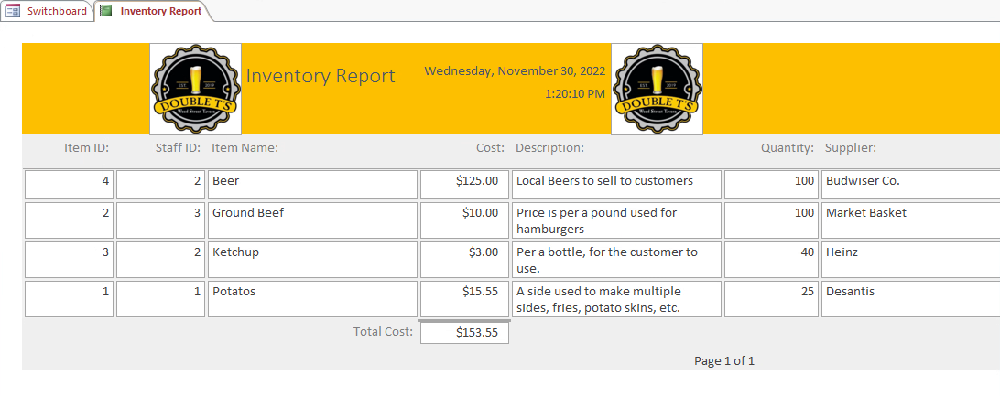 Switchboard
Inventory Report
EST. 2019
DOUBLE T'S
Weed Street Tavern
Inventory Report
Wednesday, November 30, 2022
1:20:10 PM
EST. 2019
DOUBLE T'S
Weed Street Tavern
Item ID: Staff ID: Item Name: Cost: Description: Quantity: Supplier:
4 2 Beer $125.00 Local Beers to sell to customers 100 Budwiser Co.
2 3 Ground Beef $10.00 Price is per a pound used for 100 Market Basket
hamburgers
3 2 Ketchup $3.00 Per a bottle, for the customer to 40 Heinz
use.
1 1 Potatos $15.55 A side used to make multiple 25 Desantis
sides, fries, potato skins, etc.
Total Cost: $153.55
Page 1 of 1